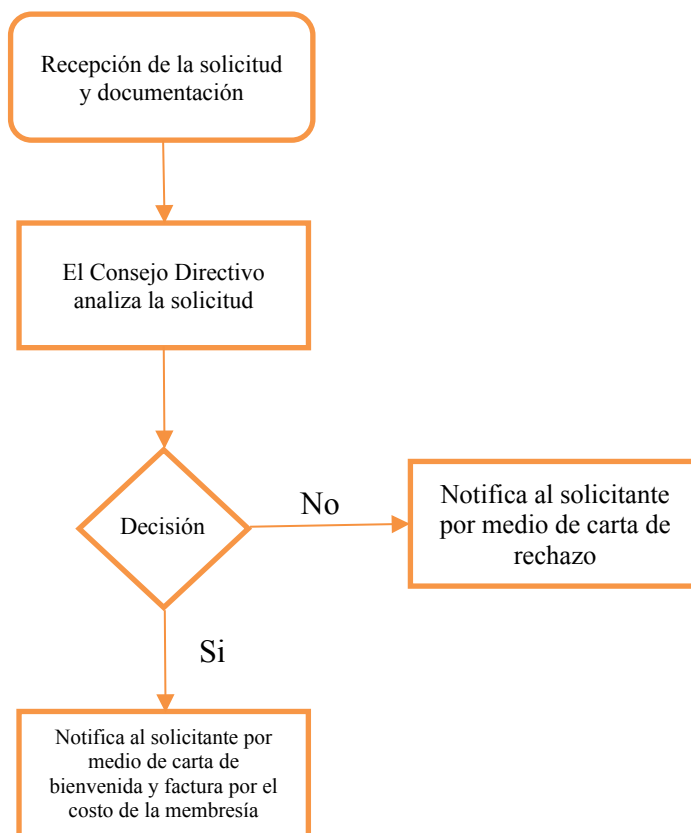 Recepción de la solicitud
y documentación
El Consejo Directivo
analiza la solicitud
Decisión
No
Notifica al solicitante
por medio de carta de
rechazo
Si
Notifica al solicitante por
medio de carta de
bienvenida y factura por el
costo de la membresía